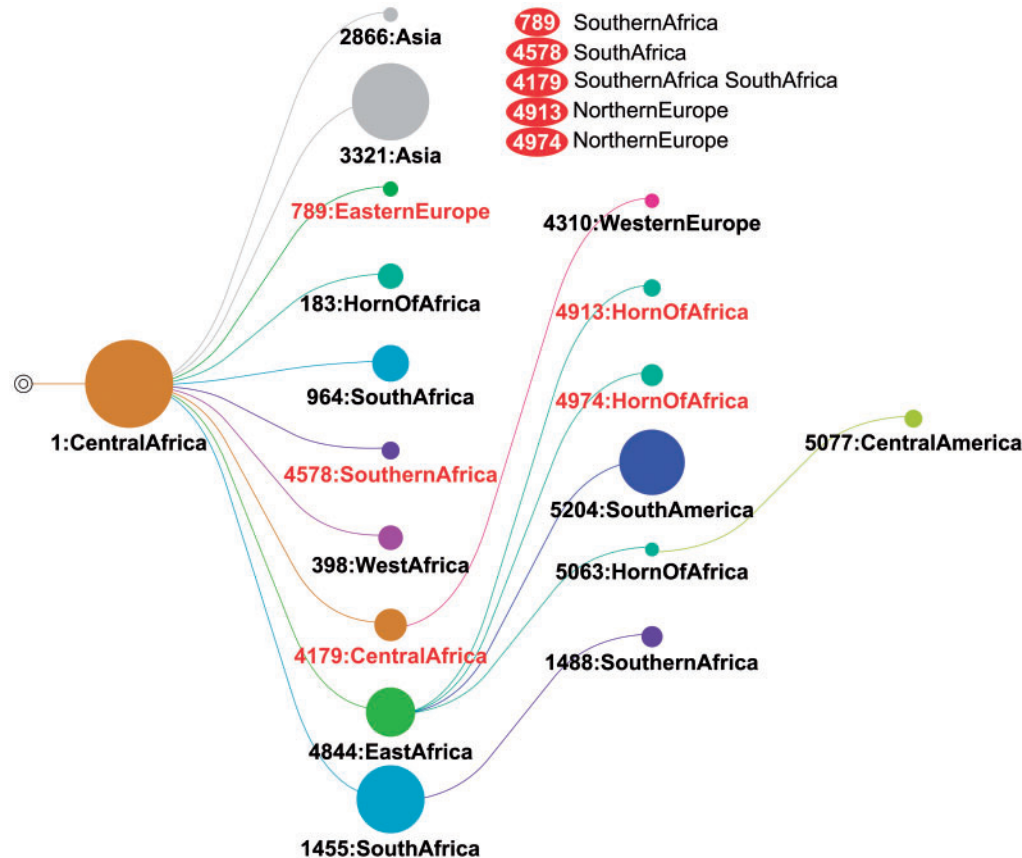 2866:Asia
3321:Asia
789:EasternEurope
183:HornOfAfrica
964:SouthAfrica
1:CentralAfrica
4578:SouthernAfrica
398:WestAfrica
4179:CentralAfrica
4844:EastAfrica
1455:SouthAfrica
789 SouthernAfrica
4578 SouthAfrica
4179 SouthernAfrica SouthAfrica
4913 NorthernEurope
4974 NorthernEurope
4310:WesternEurope
4913:HornOfAfrica
4974:HornOfAfrica
5204:SouthAmerica
5063:HornOfAfrica
1488:SouthernAfrica
5077:CentralAmerica